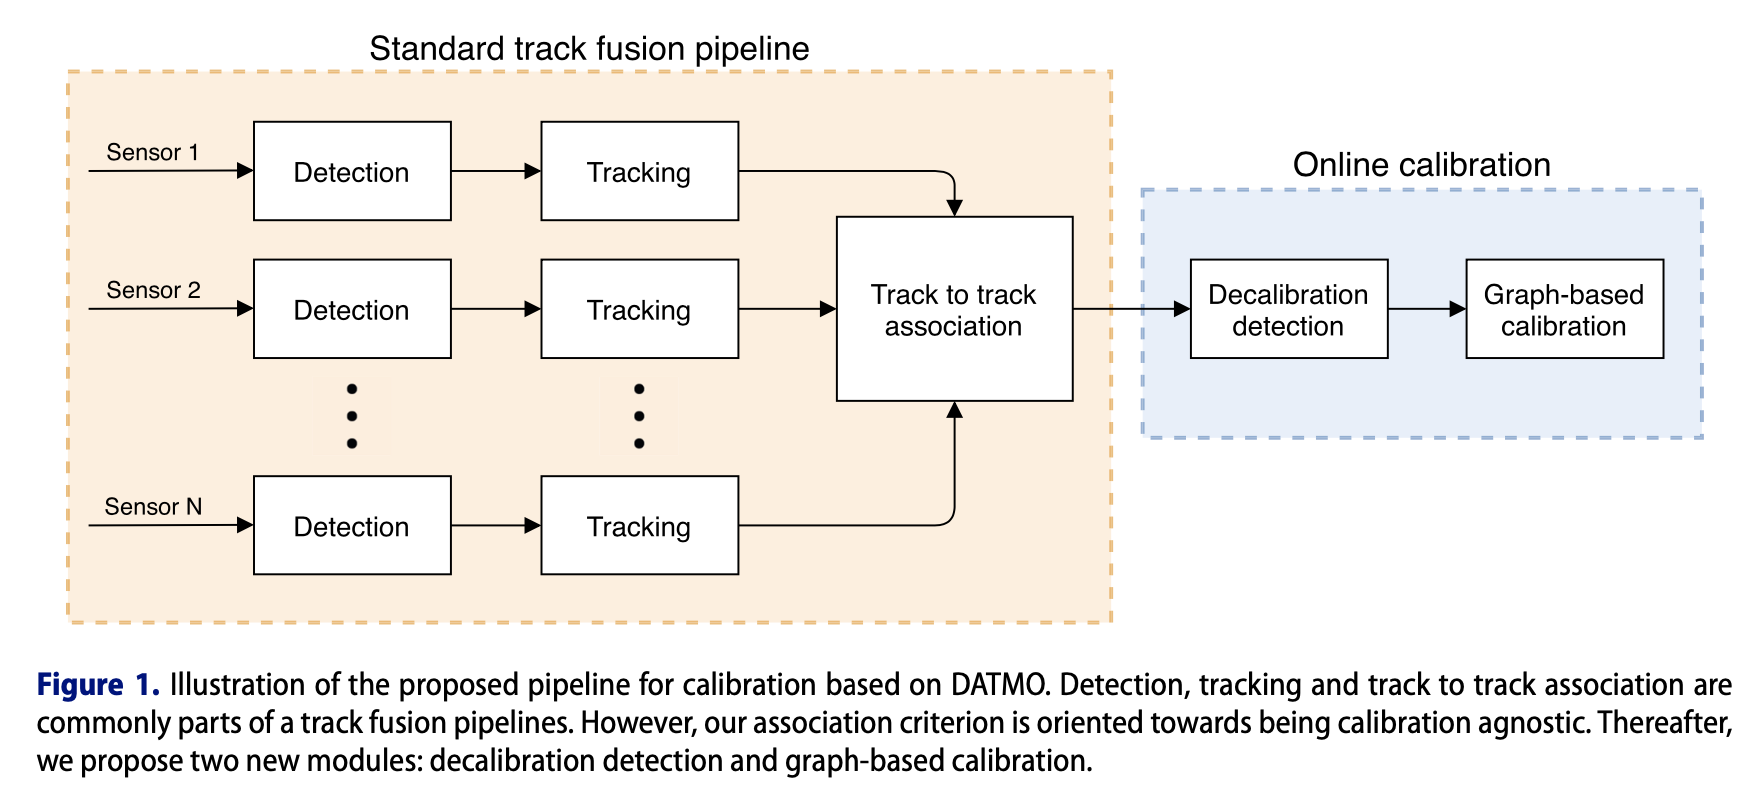 Standard track fusion pipeline
Online calibration
Sensor 1
Detection
Tracking
Sensor 2
Detection
Tracking
Track to track
association
Decalibration
detection
Graph-based
calibration
Sensor N
Detection
Tracking
Figure 1. Illustration of the proposed pipeline for calibration based on DATMO. Detection, tracking and track to track association are
commonly parts of a track fusion pipelines. However, our association criterion is oriented towards being calibration agnostic. Thereafter,
we propose two new modules: decalibration detection and graph-based calibration.